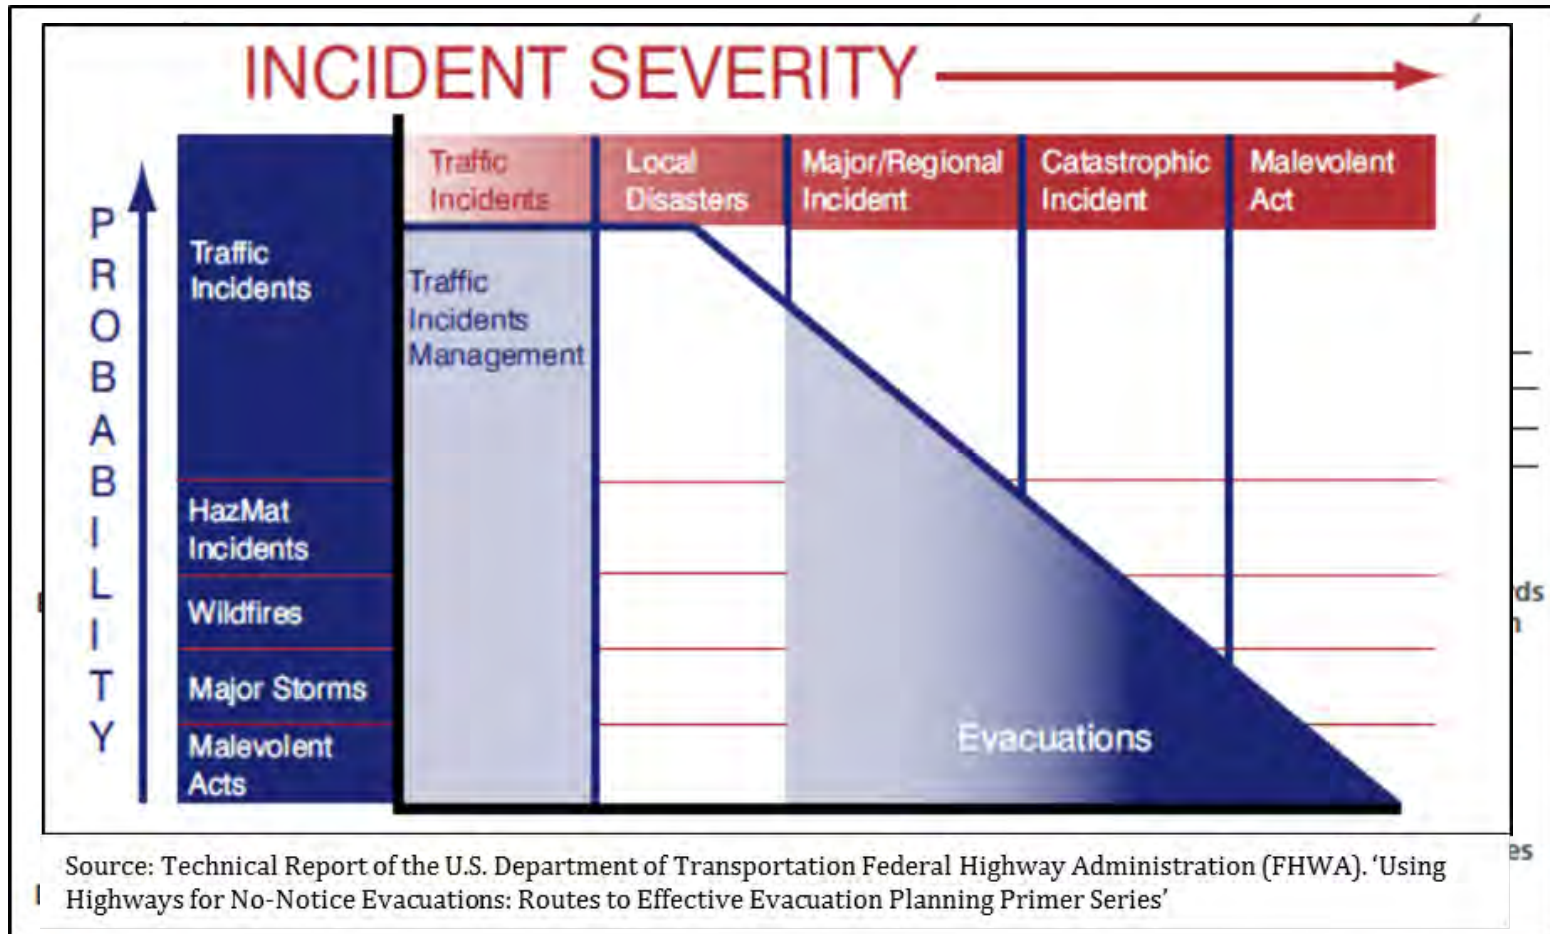 INCIDENT SEVERITY
PROBABILITY
Traffic
Incidents
Local
Disasters
Major/Regional
Incident
Catastrophic
Incident
Malevolent
Act
Traffic
Incidents
Traffic
Incidents
Management
HazMat
Incidents
Wildfires
Major Storms
Malevolent
Acts
Evacuations
ds
es
Source: Technical Report of the U.S. Department of Transportation Federal Highway Administration (FHWA). ‘Using
Highways for No-Notice Evacuations: Routes to Effective Evacuation Planning Primer Series’